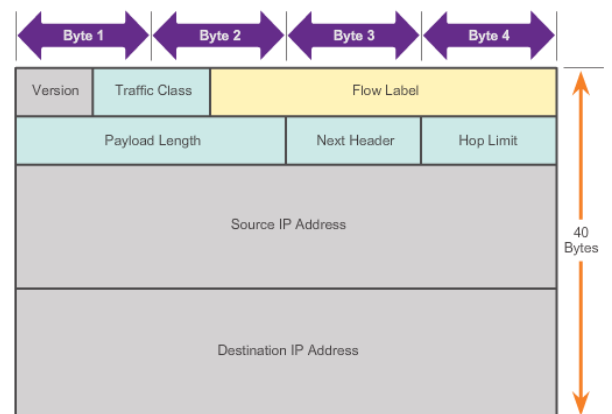 Byte 1 Byte 2 Byte 3 Byte 4
Version Traffic Class Flow Label
Payload Length Next Header Hop Limit
Source IP Address
40
Bytes
Destination IP Address